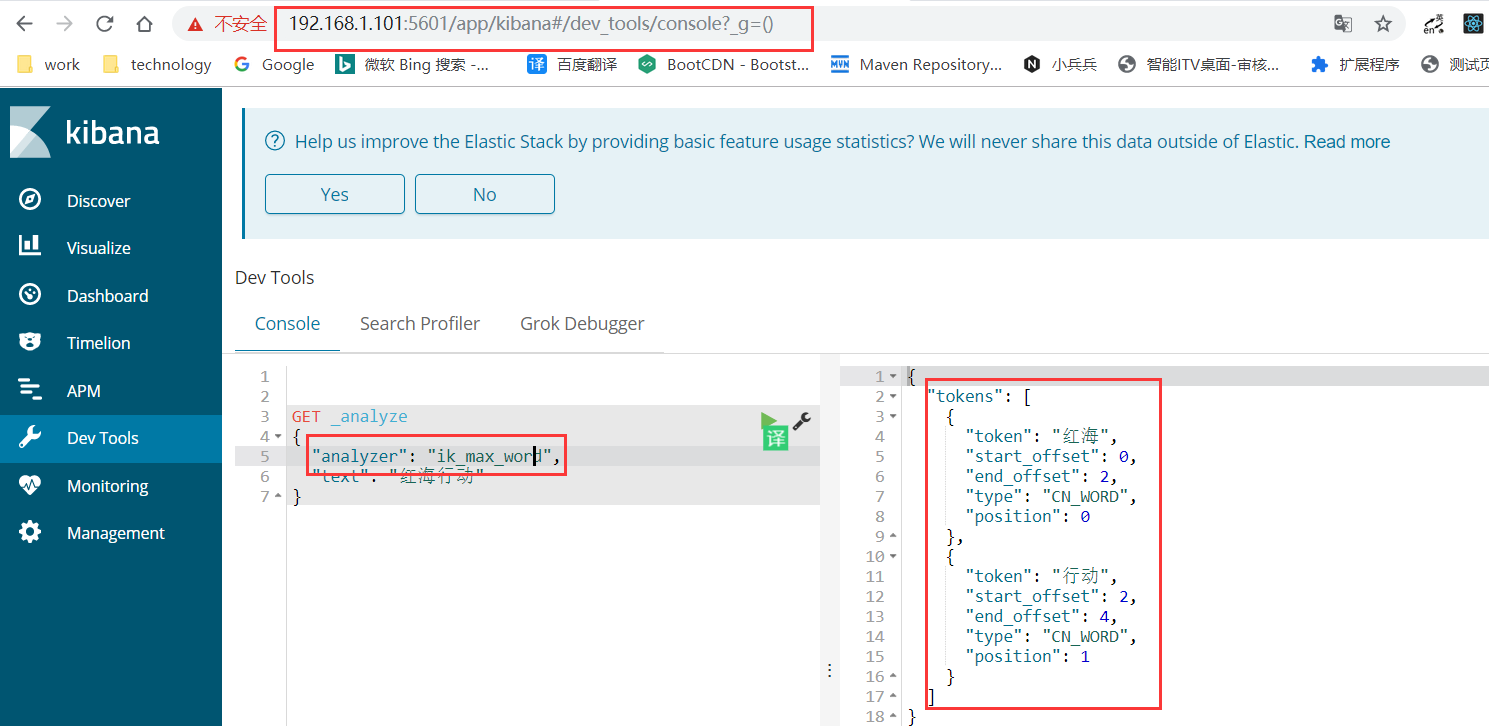 不安全 192.168.1.101:5601/app/kibana#/dev_tools/console?_g=()
work technology Google 微软 Bing 搜索 -... 百度翻译 BootCDN - Bootst... Maven Repository... 小兵兵 智能ITV桌面-审核... 扩展程序 测试页
kibana
Discover
Visualize
Dashboard
Timelion
APM
Dev Tools
Monitoring
Management
Help us improve the Elastic Stack by providing basic feature usage statistics? We will never share this data outside of Elastic. Read more
Yes No
Dev Tools
Console Search Profiler Grok Debugger
1
2
3 GET _analyze
4 {
5 "analyzer": "ik_max_word",
6 "text": "红海行动"
7 }
译
1 {
2 "tokens": [
3 {
4 "token": "红海",
5 "start_offset": 0,
6 "end_offset": 2,
7 "type": "CN_WORD",
8 "position": 0
9 },
10 {
11 "token": "行动",
12 "start_offset": 2,
13 "end_offset": 4,
14 "type": "CN_WORD",
15 "position": 1
16 }
17 ]
18 }